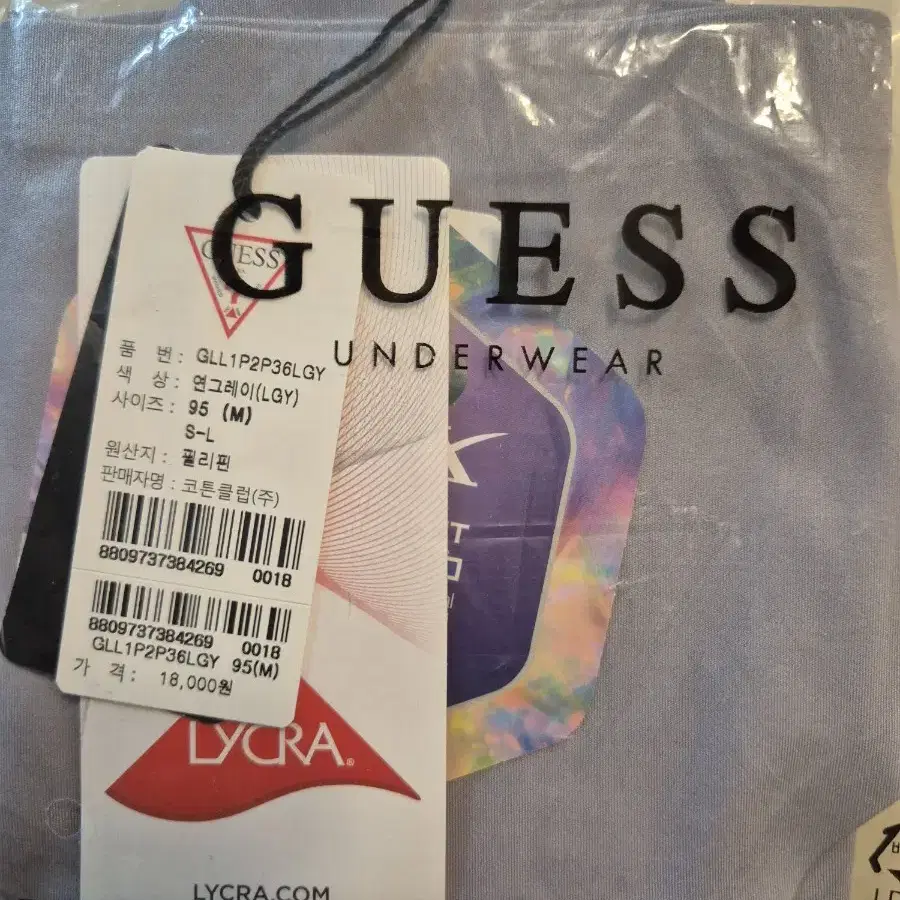 GUESS
UNDERWEAR
GUESS
품 번 : GLL1P2P36LGY
색 상 : 연그레이(LGY)
사이즈 : 95 (M)
S-L
원산지 : 필리핀
판매자명 : 코튼클럽(주)
8809737384269 0018
8809737384269 0018
GLL1P2P36LGY 95(M)
가 격 : 18,000원
LYCRA®
LYCRA.COM